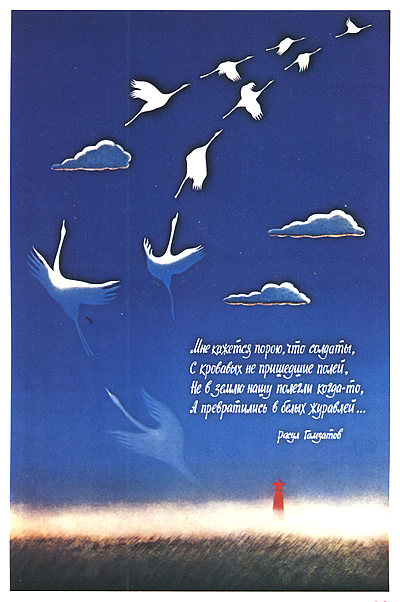 Мне кажется порою, что солдаты,
С кровавых не пришедшие полей,
Не в землю нашу полегли когда-то,
А превратились в белых журавлей...
Расул Гамзатов